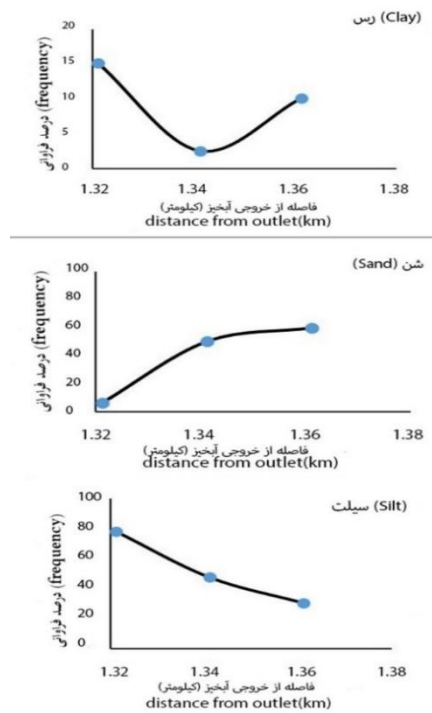 رس (Clay)
درصد فراوانی (frequency)
20
15
10
5
0
1.32 1.34 1.36 1.38
فاصله از خروجی آبخیز (کیلومتر)
distance from outlet(km)
شن (Sand)
درصد فراوانی (frequency)
100
80
60
40
20
0
1.32 1.34 1.36 1.38
فاصله از خروجی آبخیز (کیلومتر)
distance from outlet(km)
سیلت (Silt)
درصد فراوانی (frequency)
100
80
60
40
20
0
1.32 1.34 1.36 1.38
فاصله از خروجی آبخیز (کیلومتر)
distance from outlet(km)